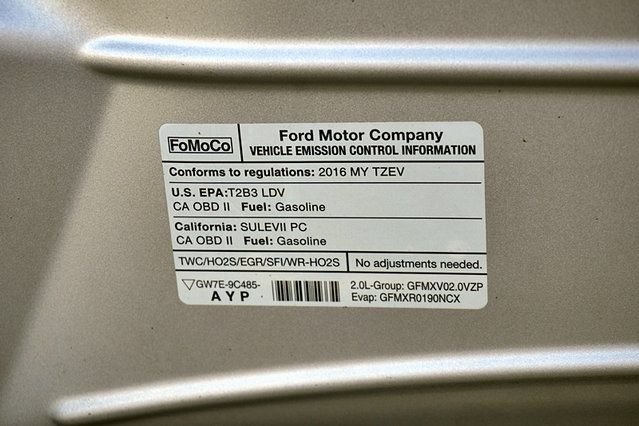 FoMoCo
Ford Motor Company
VEHICLE EMISSION CONTROL INFORMATION
Conforms to regulations: 2016 MY TZEV
U.S. EPA:T2B3 LDV
CA OBD II Fuel: Gasoline
California: SULEVII PC
CA OBD II Fuel: Gasoline
TWC/HO2S/EGR/SFI/WR-HO2S
No adjustments needed.
▽GW7E-9C485-
A Y P
2.0L-Group: GFMXV02.0VZP
Evap: GFMXR0190NCX